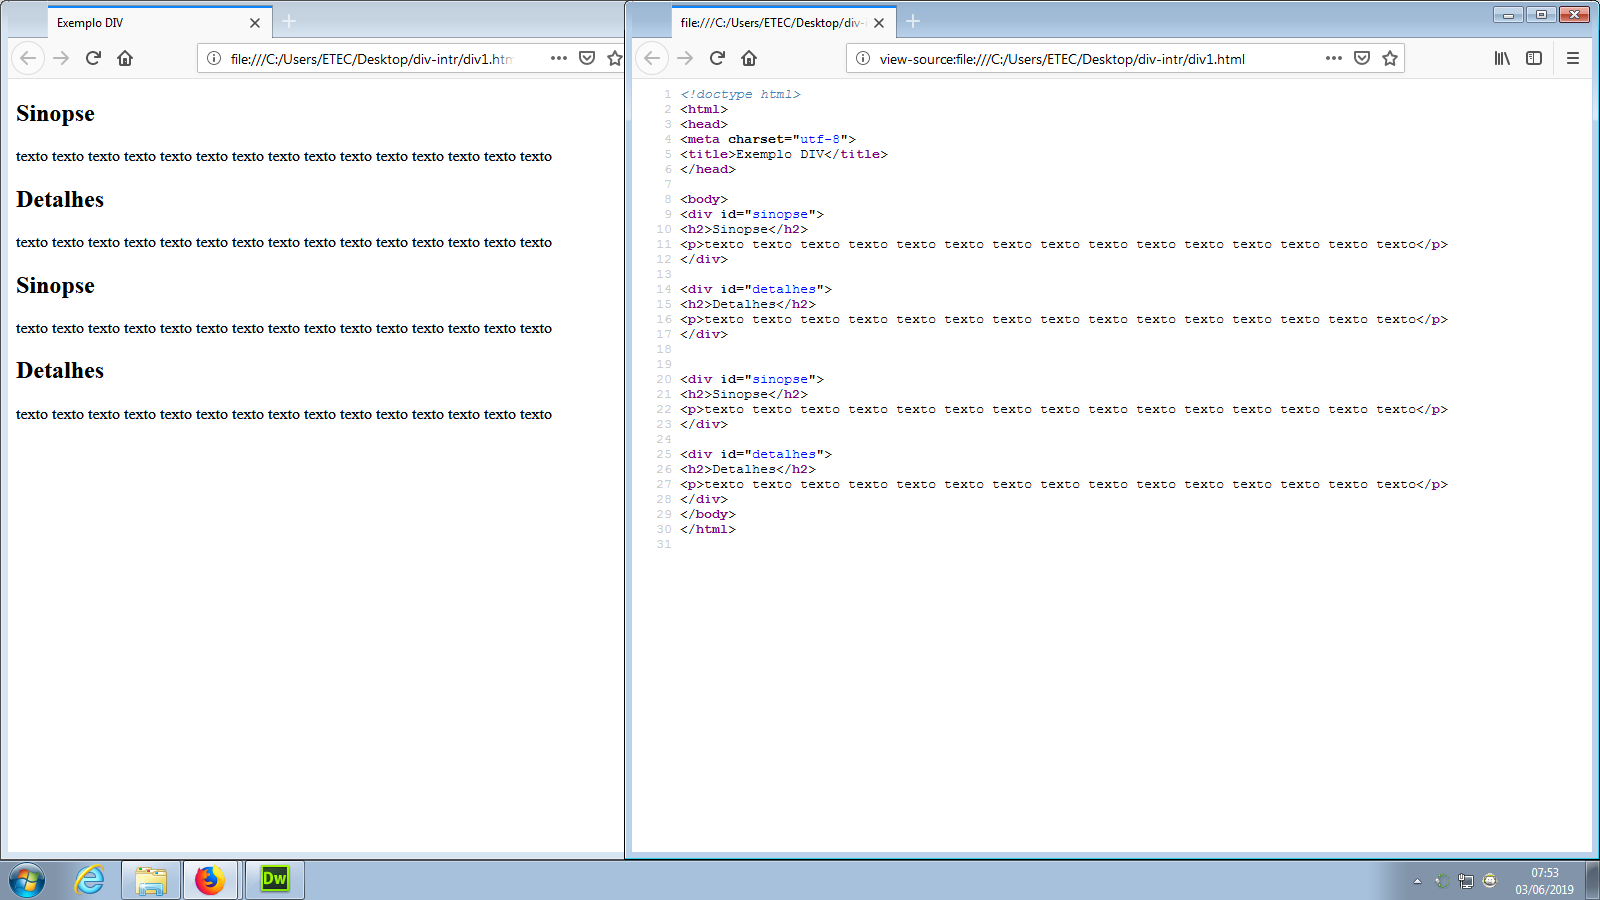 Exemplo DIV
file:///C:/Users/ETEC/Desktop/div-intr/div1.htm
Sinopse
texto texto texto texto texto texto texto texto texto texto texto texto texto texto texto
Detalhes
texto texto texto texto texto texto texto texto texto texto texto texto texto texto texto
Sinopse
texto texto texto texto texto texto texto texto texto texto texto texto texto texto texto
Detalhes
texto texto texto texto texto texto texto texto texto texto texto texto texto texto texto
file:///C:/Users/ETEC/Desktop/div-
view-source:file:///C:/Users/ETEC/Desktop/div-intr/div1.html
1 <!doctype html>
2 <html>
3 <head>
4 <meta charset="utf-8">
5 <title>Exemplo DIV</title>
6 </head>
7
8 <body>
9 <div id="sinopse">
10 <h2>Sinopse</h2>
11 <p>texto texto texto texto texto texto texto texto texto texto texto texto texto texto texto</p>
12 </div>
13
14 <div id="detalhes">
15 <h2>Detalhes</h2>
16 <p>texto texto texto texto texto texto texto texto texto texto texto texto texto texto texto</p>
17 </div>
18
19
20 <div id="sinopse">
21 <h2>Sinopse</h2>
22 <p>texto texto texto texto texto texto texto texto texto texto texto texto texto texto texto</p>
23 </div>
24
25 <div id="detalhes">
26 <h2>Detalhes</h2>
27 <p>texto texto texto texto texto texto texto texto texto texto texto texto texto texto texto</p>
28 </div>
29 </body>
30 </html>
31
Dw
07:53
03/06/2019